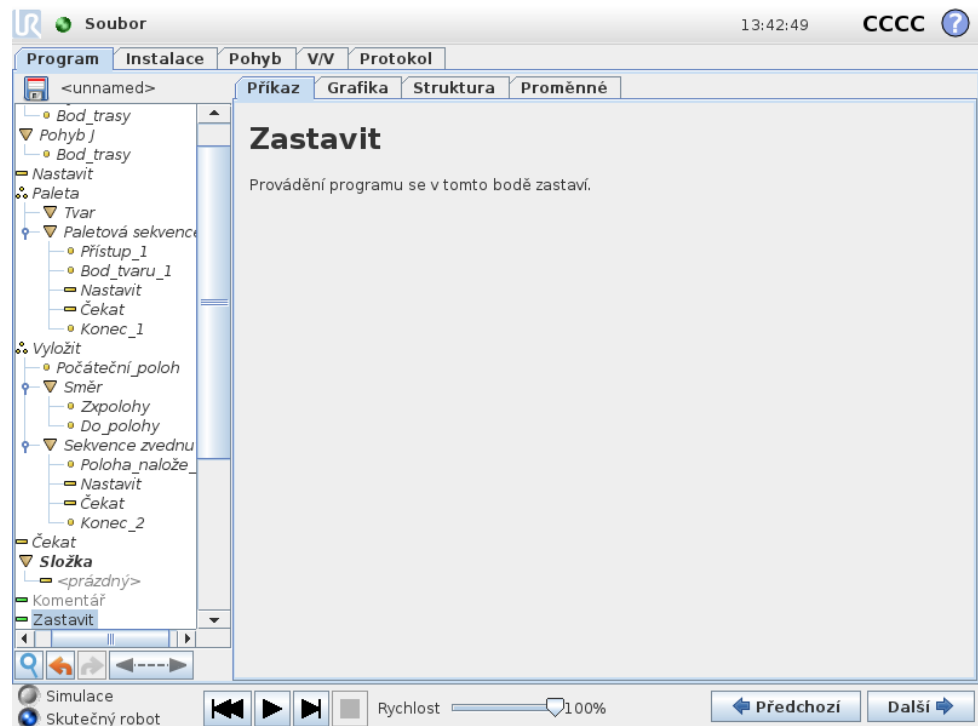 UR Soubor 13:42:49 CCCC ?
Program Instalace Pohyb V/V Protokol
<unnamed>
Příkaz Grafika Struktura Proměnné
Bod_trasy
Pohyb J
Bod_trasy
Nastavit
Paleta
Tvar
Paletová sekvence
Přístup_1
Bod_tvaru_1
Nastavit
Čekat
Konec_1
Vyložit
Počáteční_poloh
Směr
Zxpolohy
Do_polohy
Sekvence zvednu
Poloha_nalože_
Nastavit
Čekat
Konec_2
Čekat
Složka
<prázdný>
Komentář
Zastavit
Zastavit
Provádění programu se v tomto bodě zastaví.
Simulace
Skutečný robot
Rychlost 100%
Předchozí Další